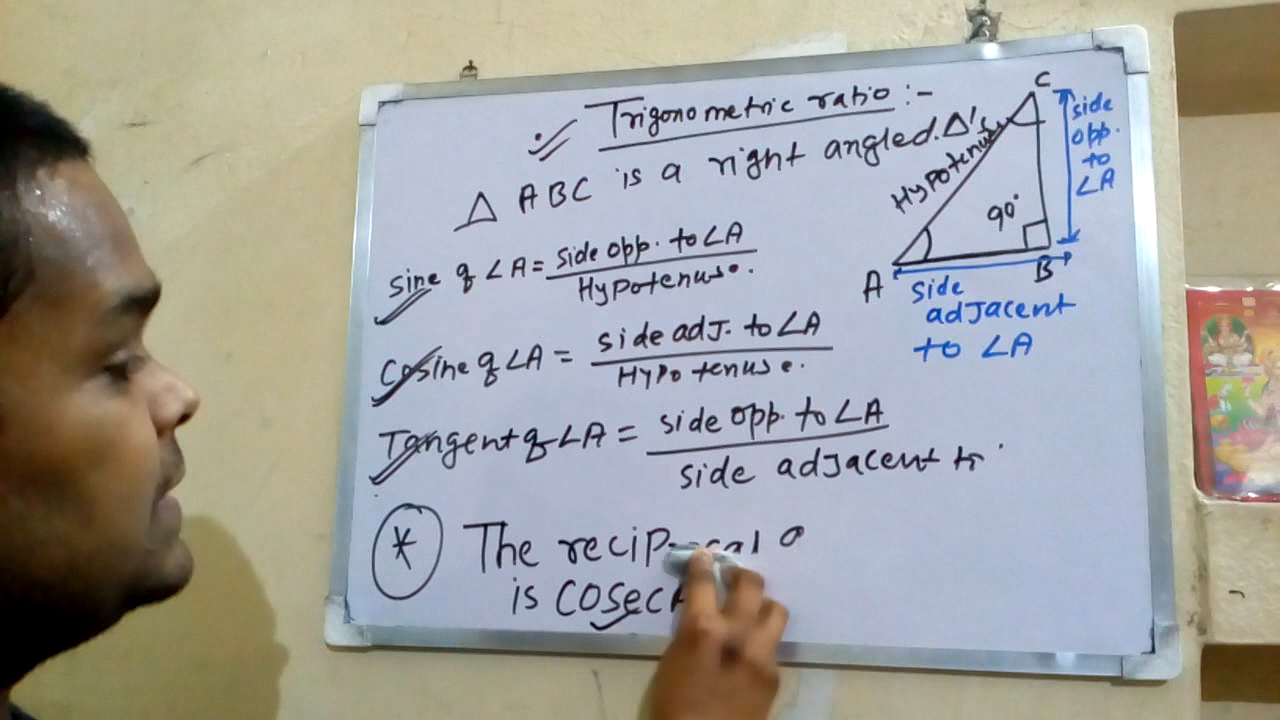 Trigonometric ratio :-
Δ ABC is a right angled Δ's
sine of ∠A = side opp. to ∠A
Hypotenuse.
Cosine of ∠A = side adj. to ∠A
Hypotenuse.
Tangent of ∠A = side opp. to ∠A
side adjacent to
* The reciprocal
is cosec
C
Hypotenuse
90°
A
B
side
opp.
to
∠A
side
adjacent
to ∠A